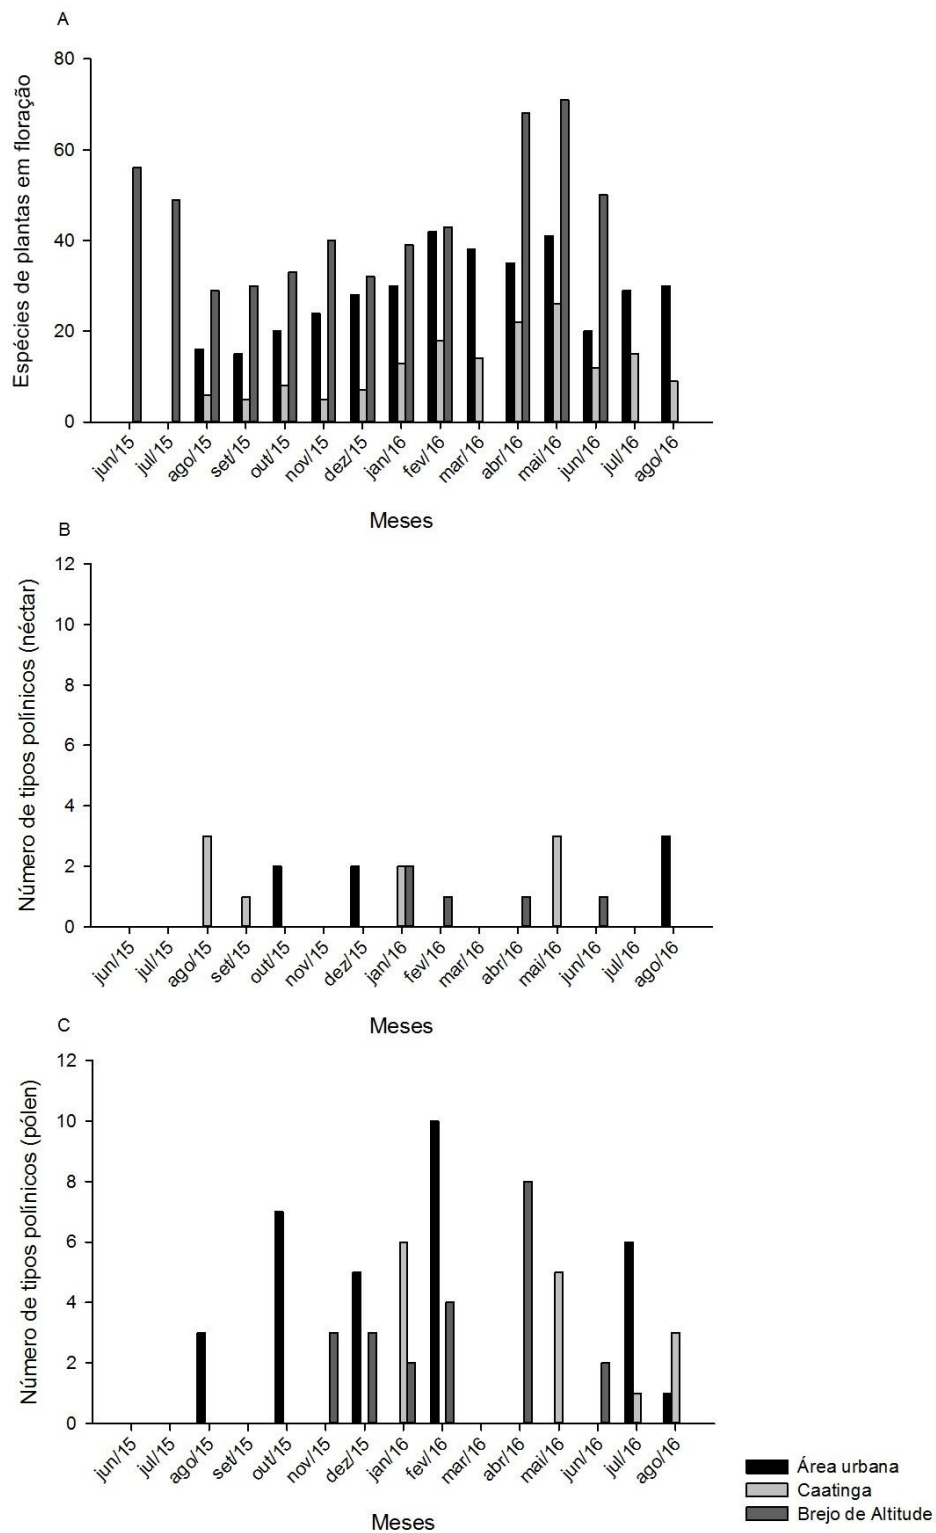 A
Espécies de plantas em floração
80
60
40
20
0
jun/15
jul/15
ago/15
set/15
out/15
nov/15
dez/15
jan/16
fev/16
mar/16
abr/16
mai/16
jun/16
jul/16
ago/16
Meses
B
Número de tipos polínicos (néctar)
12
10
8
6
4
2
0
jun/15
jul/15
ago/15
set/15
out/15
nov/15
dez/15
jan/16
fev/16
mar/16
abr/16
mai/16
jun/16
jul/16
ago/16
Meses
C
Número de tipos polínicos (pólen)
12
10
8
6
4
2
0
jun/15
jul/15
ago/15
set/15
out/15
nov/15
dez/15
jan/16
fev/16
mar/16
abr/16
mai/16
jun/16
jul/16
ago/16
Meses
Área urbana
Caatinga
Brejo de Altitude